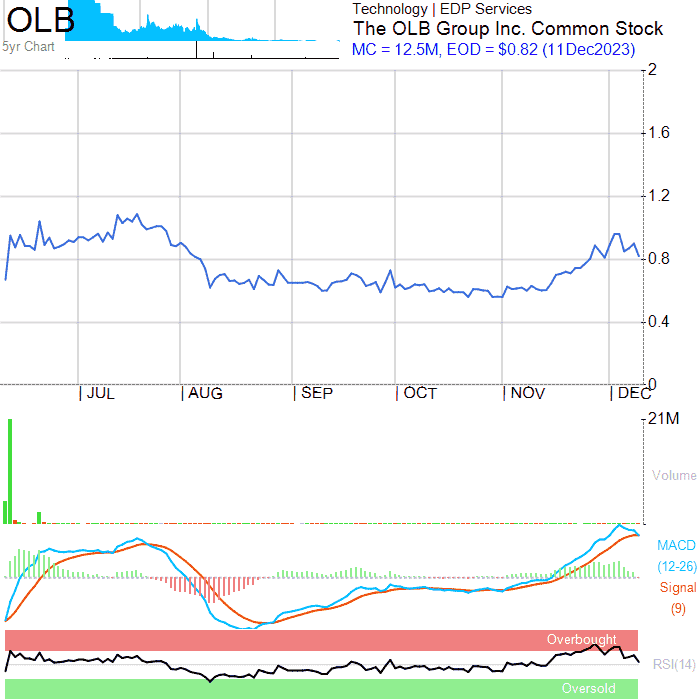 OLB
5yr Chart
Technology | EDP Services
The OLB Group Inc. Common Stock
MC = 12.5M, EOD = $0.82 (11Dec2023)
2
1.6
1.2
0.8
0.4
0
JUL AUG SEP OCT NOV DEC
21M
Volume
MACD
(12-26)
Signal
(9)
Overbought
RSI(14)
Oversold